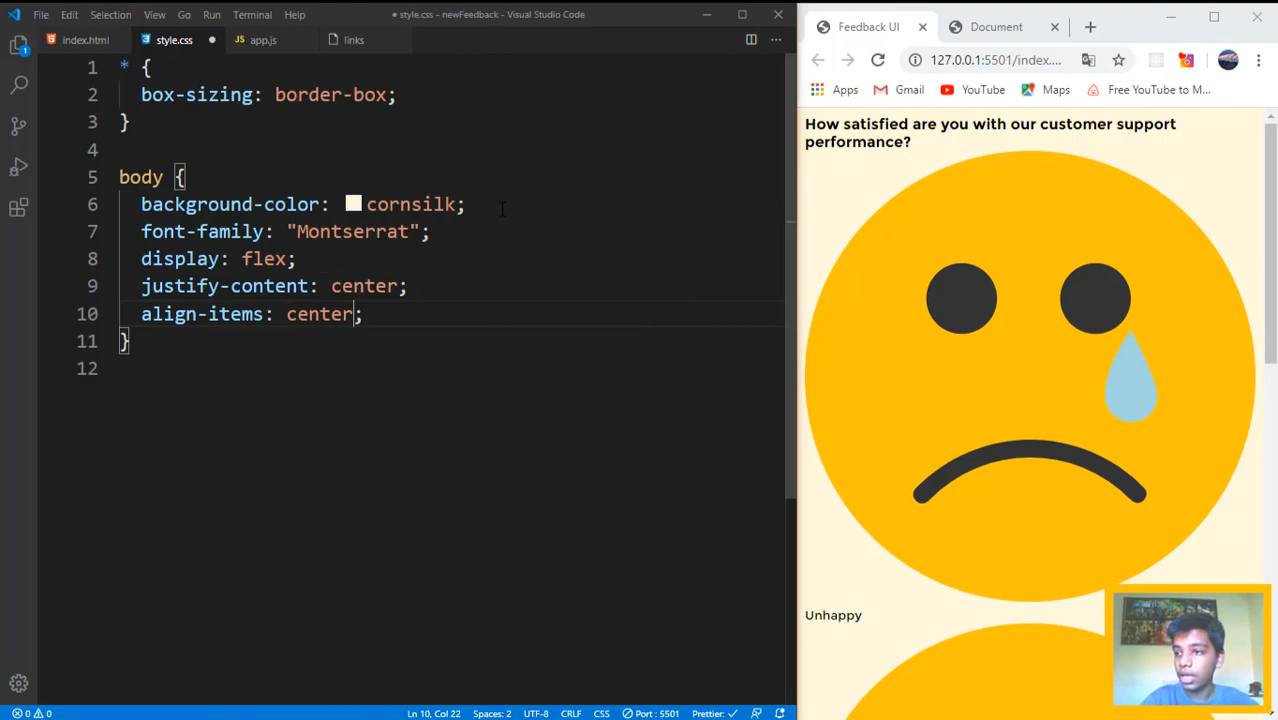 File Edit Selection View Go Run Terminal Help
● style.css - newFeedback - Visual Studio Code
index.html style.css ● app.js links
1 * {
2 box-sizing: border-box;
3 }
4
5 body {
6 background-color: cornsilk;
7 font-family: "Montserrat";
8 display: flex;
9 justify-content: center;
10 align-items: center;
11 }
12
1
0 0
Ln 10, Col 22 Spaces: 2 UTF-8 CRLF CSS Port : 5501 Prettier: ✓
Feedback UI Document
127.0.0.1:5501/index....
Apps Gmail YouTube Maps Free YouTube to M...
How satisfied are you with our customer support
performance?
Unhappy